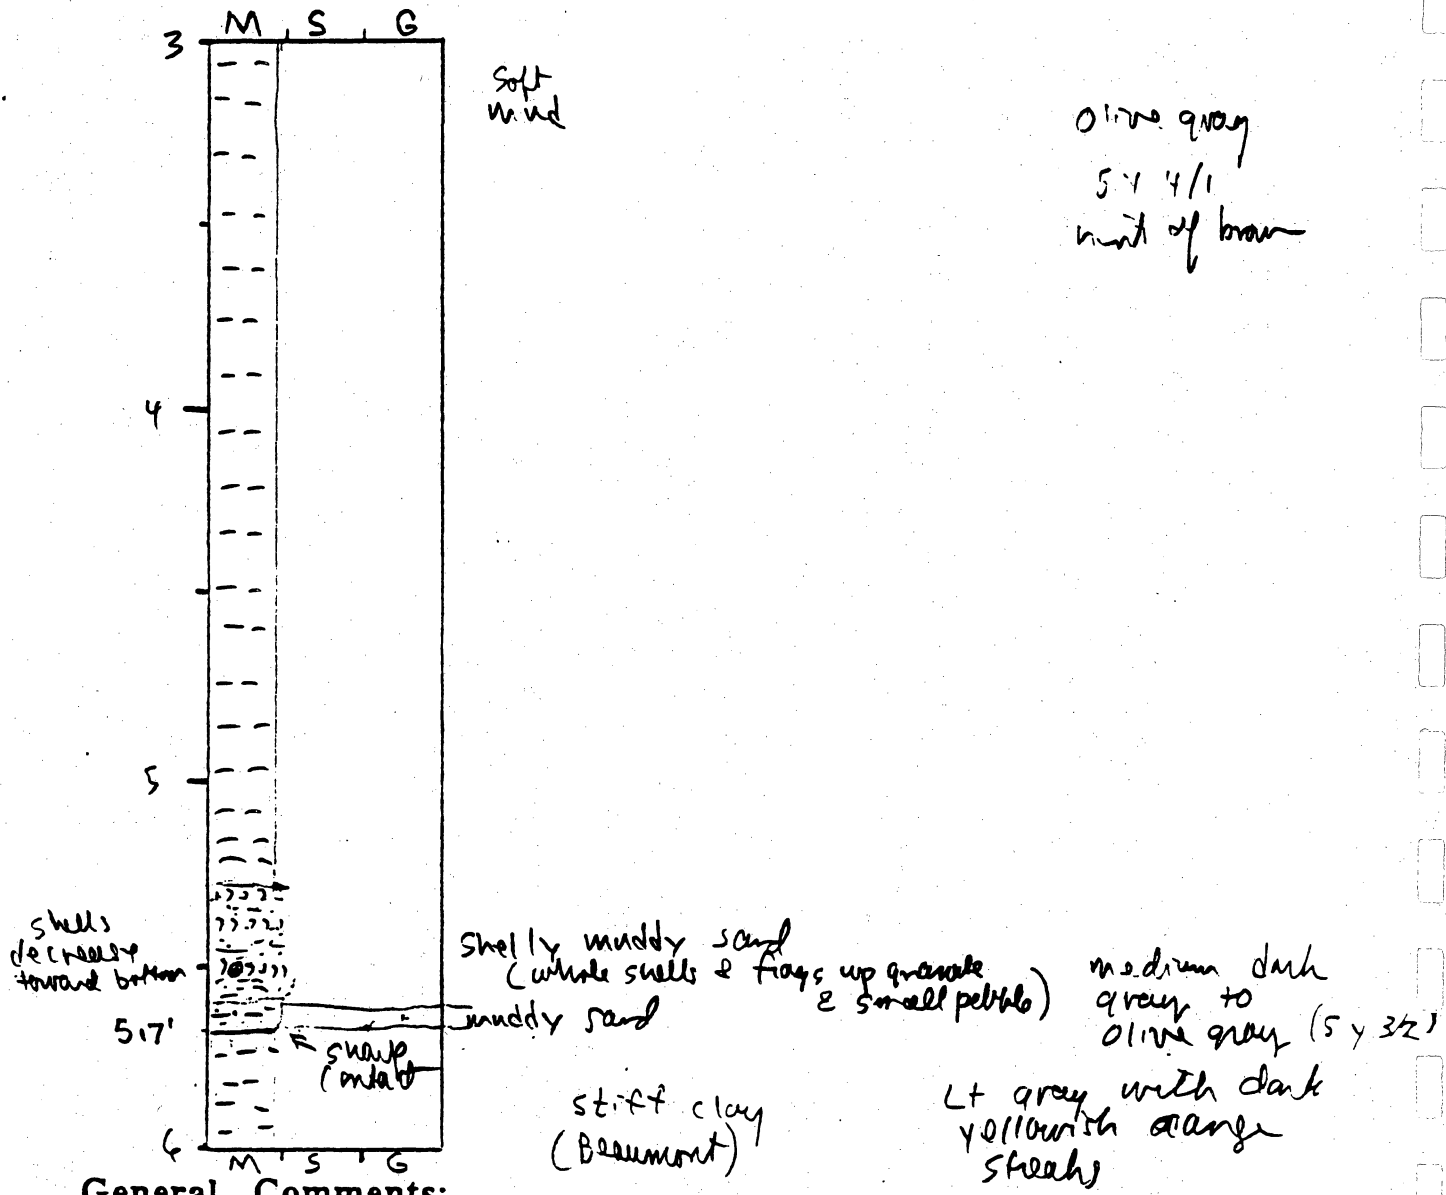 M S G
3
Soft
mud
olive gray
5 Y 4/1
hint of brown
4
5
shells
decrease
toward bottom
shelly muddy sand
(whole shells & frags up granule
& small pebble)
medium dark
gray to
olive gray (5 y 3/2)
muddy sand
5.7'
sharp
contact
stiff clay
(Beaumont)
Lt gray with dark
yellowish orange
streaks
6
M S G
General Comments: